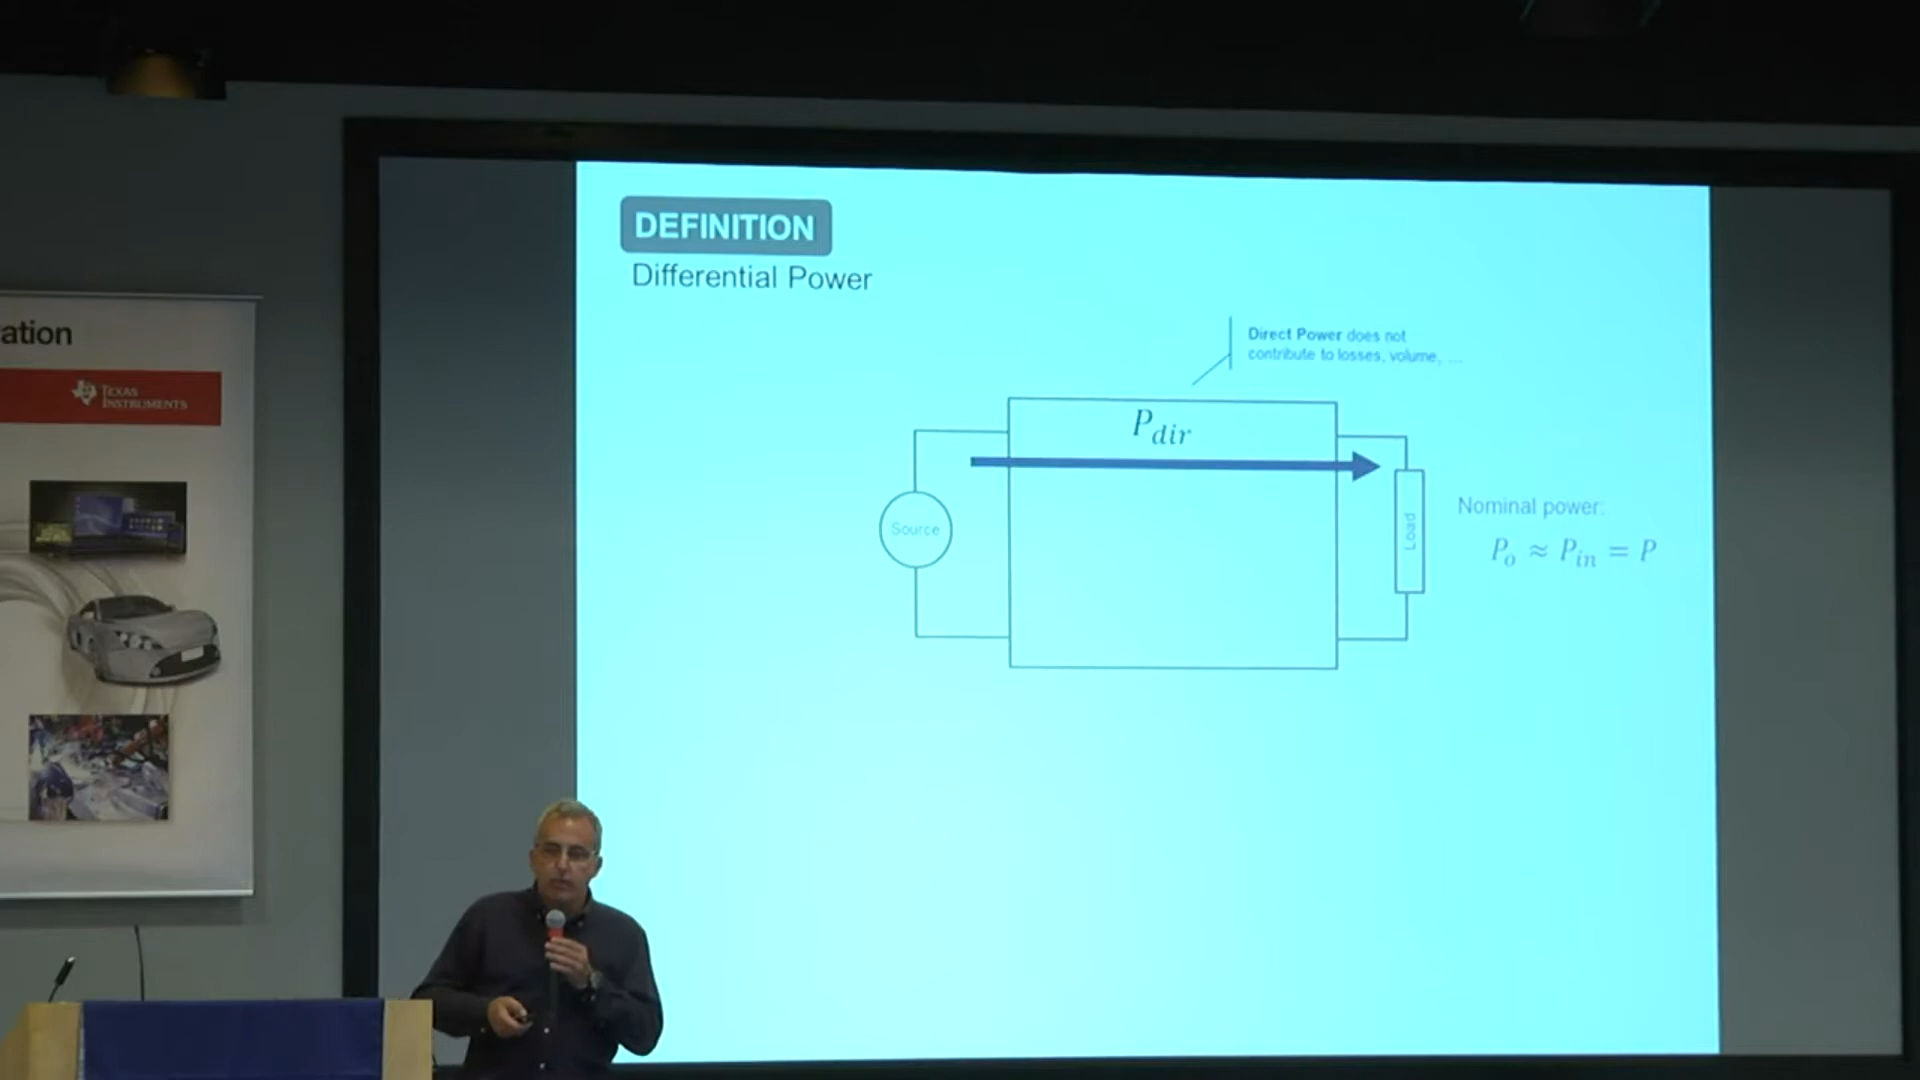 DEFINITION
Differential Power
Direct Power does not
contribute to losses, volume, ...
P_dir
Source
Load
Nominal power:
P_o ≈ P_in = P
ation
TEXAS
INSTRUMENTS